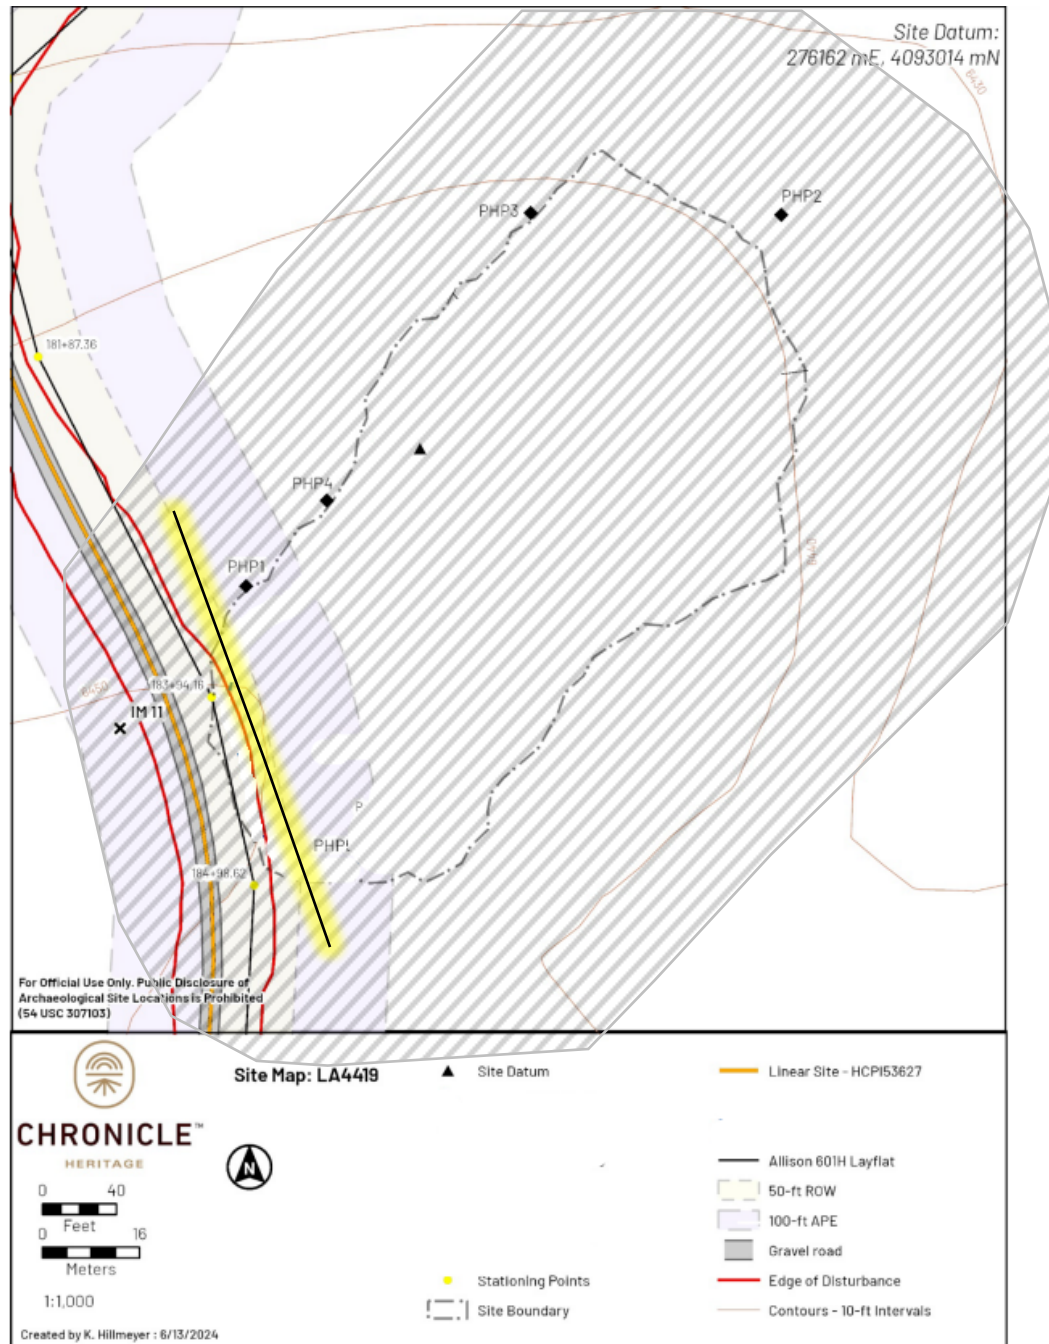 Site Datum:
276162 mE, 4093014 mN
6430
PHP2
PHP3
181+87.36
PHP4
6440
PHP1
183+94.16
6450
IM 11
P
PHP
184+98.62
For Official Use Only. Public Disclosure of
Archaeological Site Locations is Prohibited
(54 USC 307103)
CHRONICLE™
HERITAGE
0 40
Feet
0 16
Meters
1:1,000
Created by K. Hillmeyer : 6/13/2024
Site Map: LA4419
N
Site Datum
Stationing Points
Site Boundary
Linear Site - HCPI53627
Allison 601H Layflat
50-ft ROW
100-ft APE
Gravel road
Edge of Disturbance
Contours - 10-ft Intervals